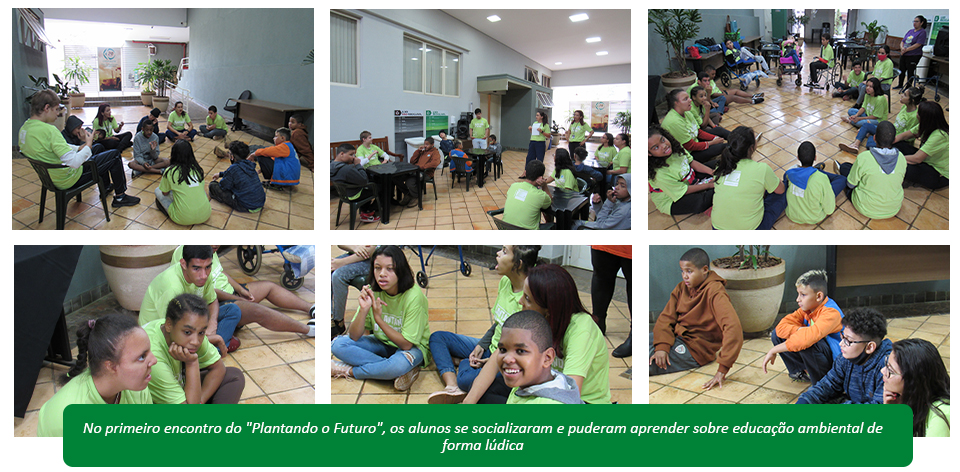 No primeiro encontro do "Plantando o Futuro", os alunos se socializaram e puderam aprender sobre educação ambiental de
forma lúdica